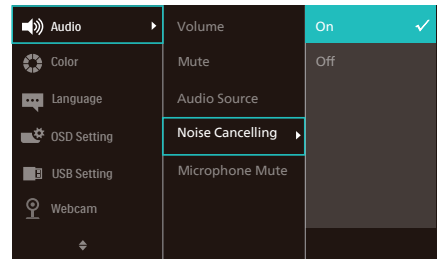 Audio
Color
Language
OSD Setting
USB Setting
Webcam
Volume
Mute
Audio Source
Noise Cancelling
Microphone Mute
On
Off